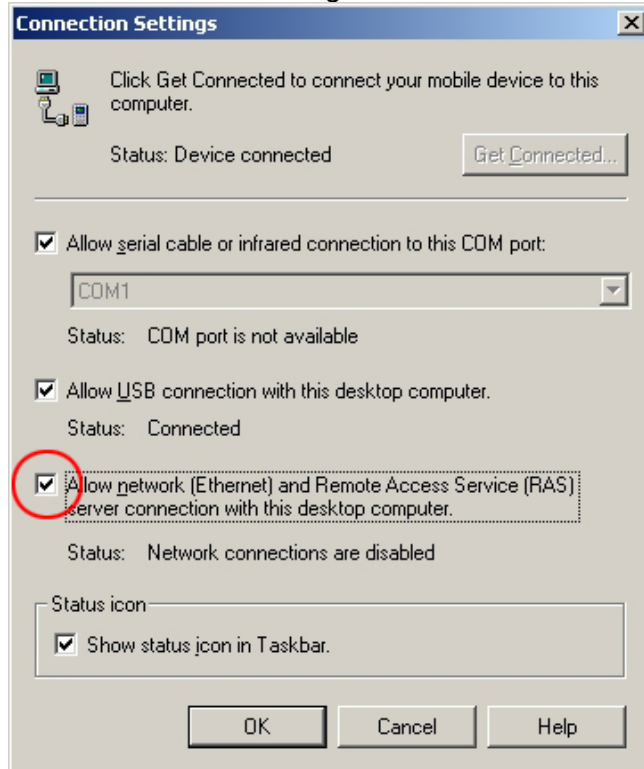 Connection Settings
Click Get Connected to connect your mobile device to this
computer.
Status: Device connected
Get Connected...
Allow serial cable or infrared connection to this COM port:
COM1
Status: COM port is not available
Allow USB connection with this desktop computer.
Status: Connected
Allow network (Ethernet) and Remote Access Service (RAS)
server connection with this desktop computer.
Status: Network connections are disabled
Status icon
Show status icon in Taskbar.
OK Cancel Help